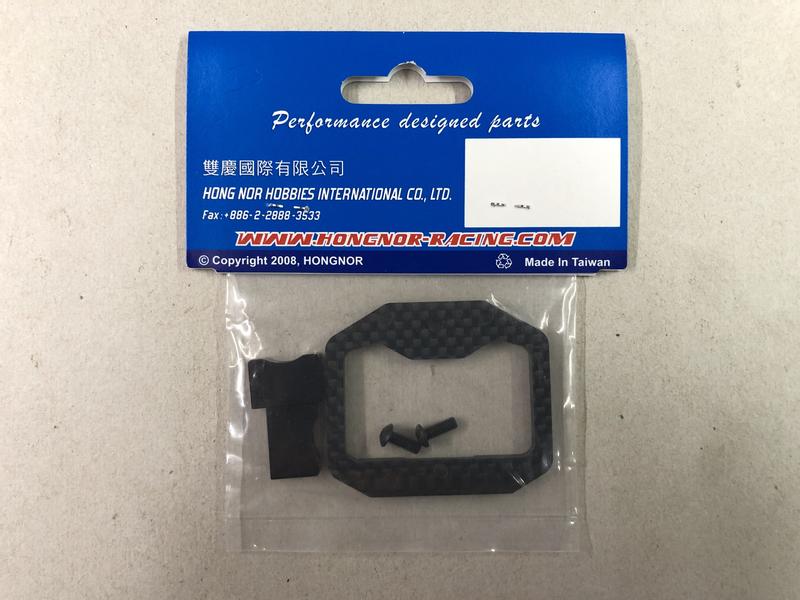 Performance designed parts
雙慶國際有限公司
HONG NOR HOBBIES INTERNATIONAL CO., LTD.
Fax:+886-2-2888-3533
WWW.HONGNOR-RACING.COM
© Copyright 2008, HONGNOR
Made In Taiwan